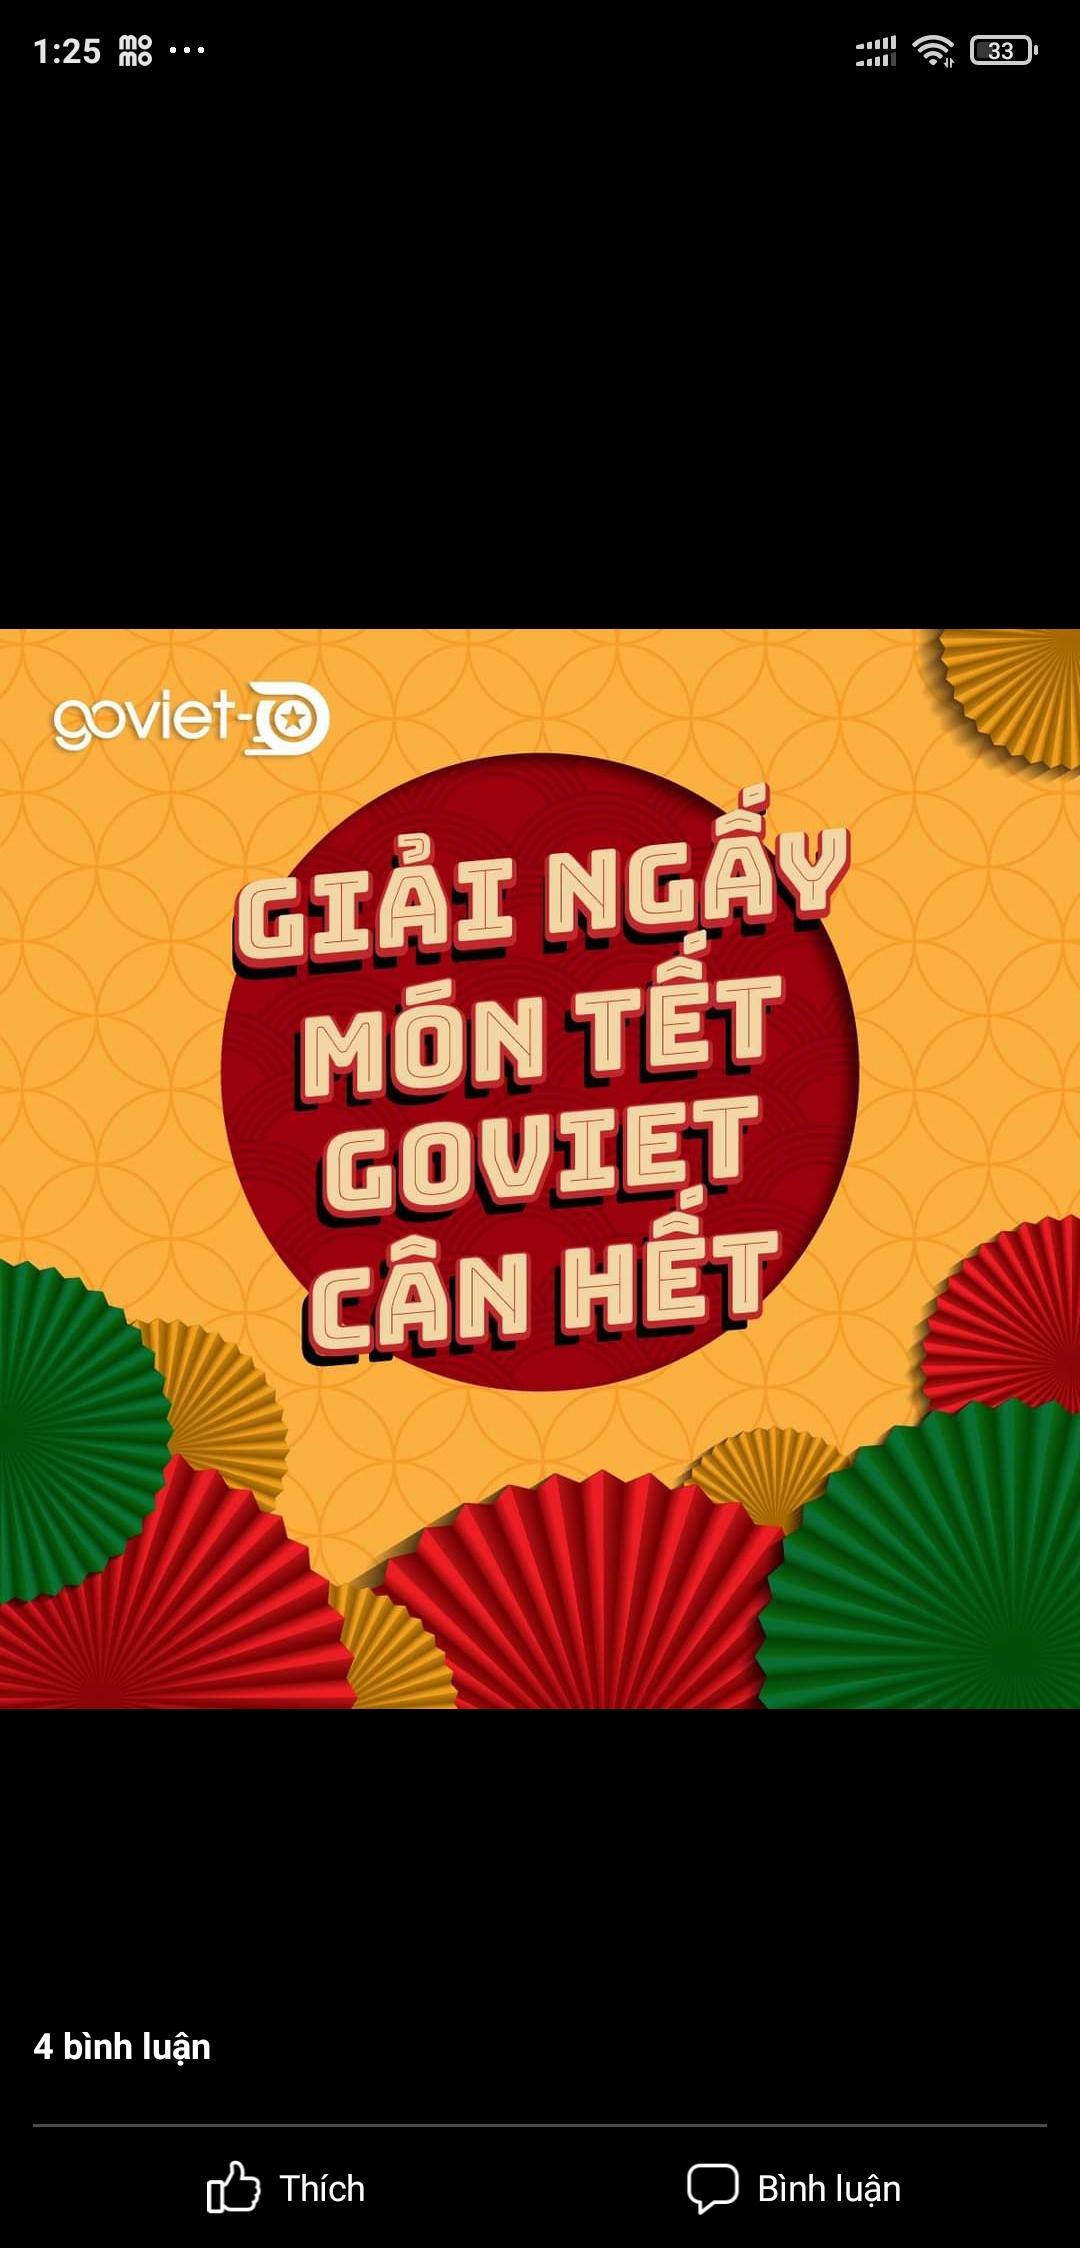 1:25 mo mo ... 33
goviet-
GIẢI NGẤY
MÓN TẾT
GOVIET
CÂN HẾT
4 bình luận
Thích Bình luận